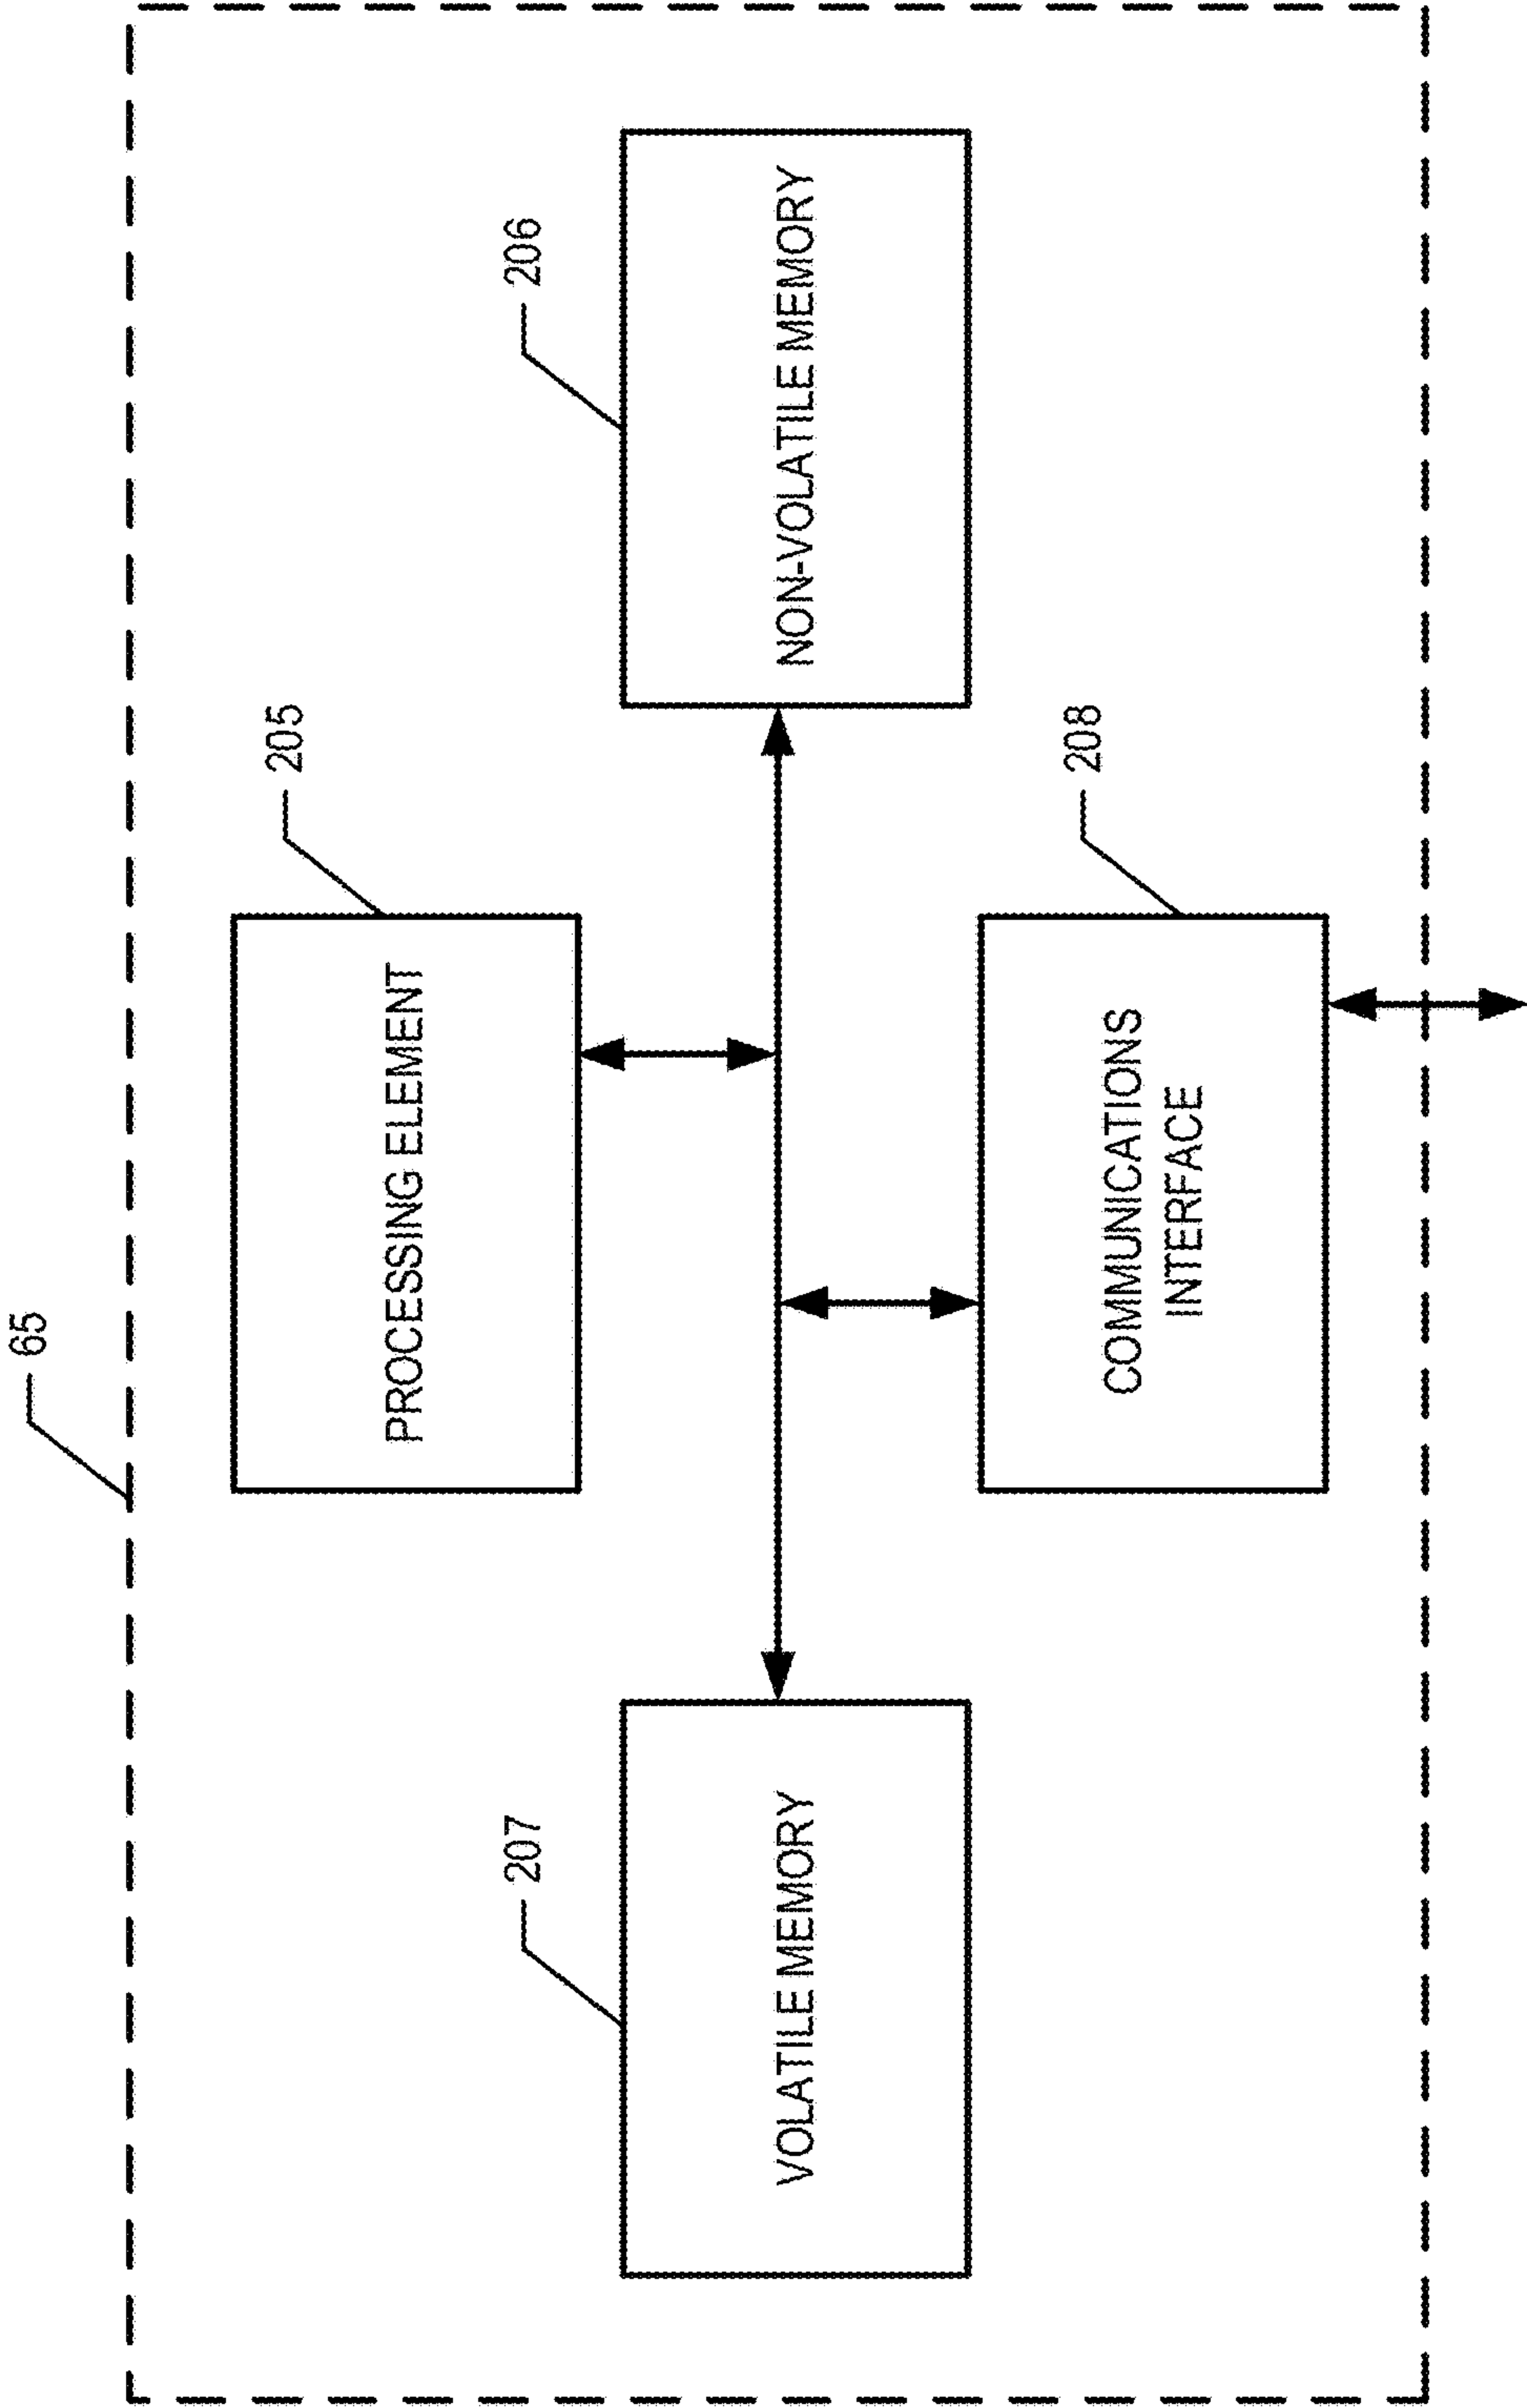 65
PROCESSING ELEMENT
205
VOLATILE MEMORY
207
NON-VOLATILE MEMORY
206
COMMUNICATIONS
INTERFACE
208